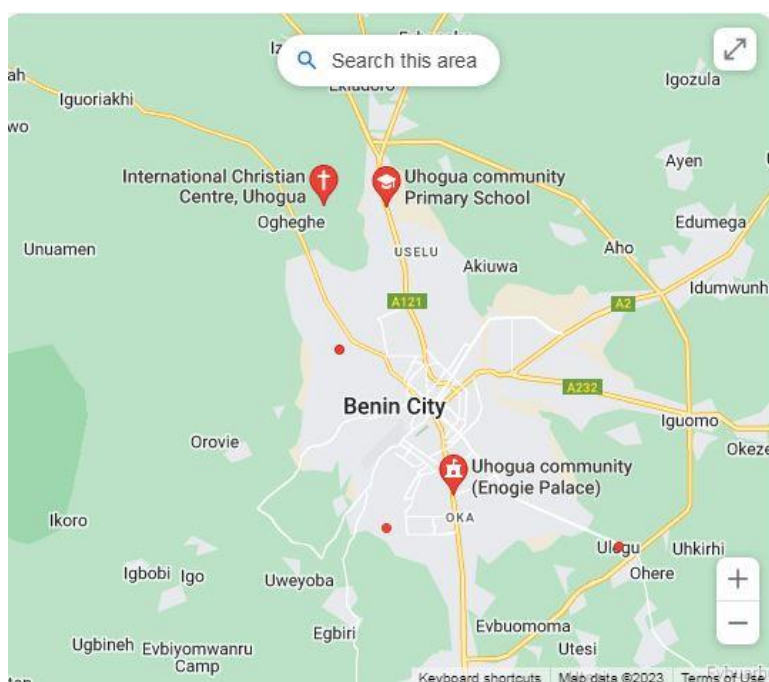 Search this area
Igozula
Iguoriakhi
Ayen
International Christian
Centre, Uhogua
Uhogua community
Primary School
Ogheghe
Edumega
Unuamen
USELU
Aho
Akiuwa
Idumwunh
A121
A2
Benin City
A232
Orovie
Iguomo
Okeze
Uhogua community
(Enogie Palace)
Ikoro
OKA
Ulegu
Uhkirhi
Igbobi
Igo
Uweyoba
Ohere
Egbiri
Evbuomoma
Ugbineh
Evbiyomwanru
Camp
Utesi
Keyboard shortcuts
Map data ©2023
Terms of Use